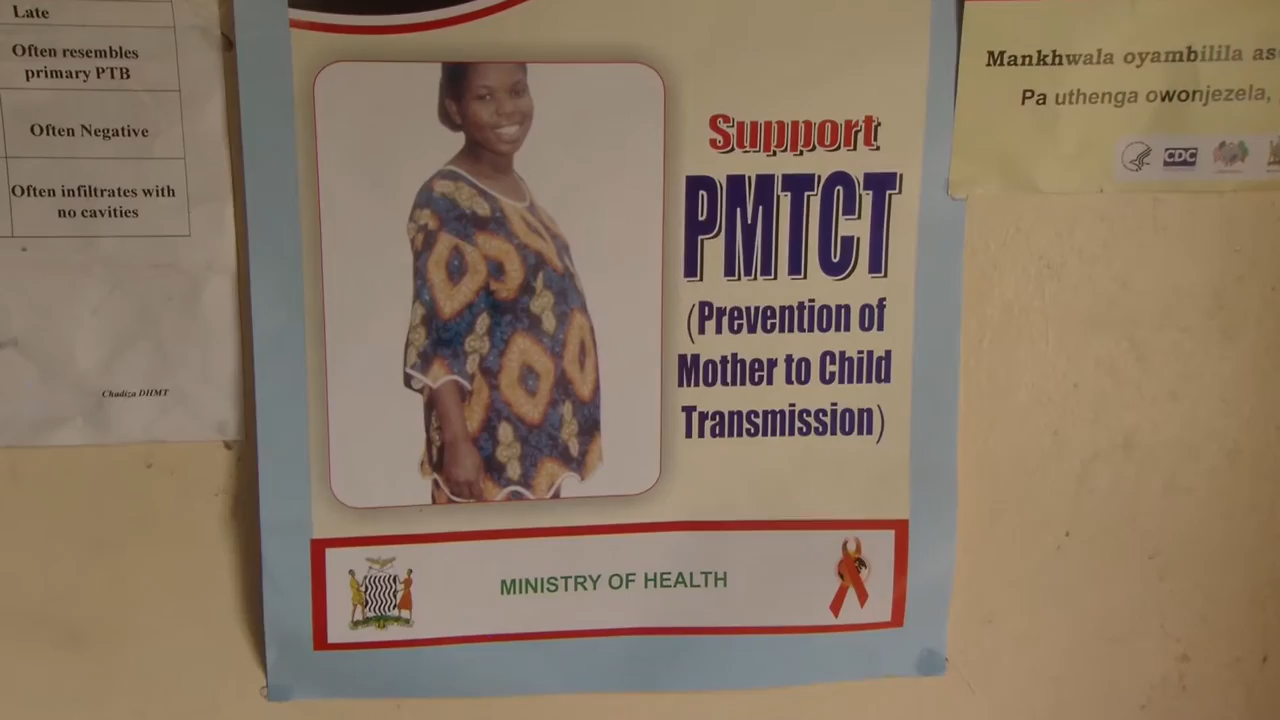 Late
Often resembles
primary PTB
Often Negative
Often infiltrates with
no cavities
Chadiza DHMT
Support
PMTCT
(Prevention of
Mother to Child
Transmission)
MINISTRY OF HEALTH
Mankhwala oyambilila
Pa uthenga owonjezela,
CDC